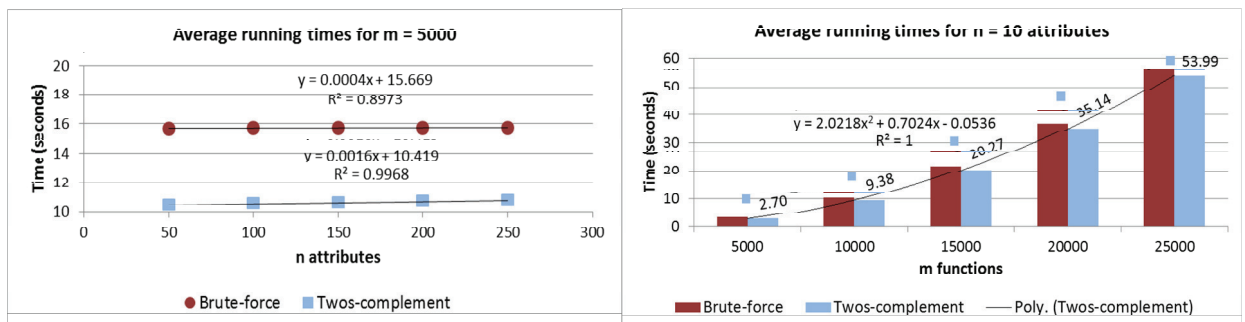 Average running times for m = 5000
20
18
16
14
12
10
Time (seconds)
y = 0.0004x + 15.669
R² = 0.8973
y = 0.0016x + 10.419
R² = 0.9968
0 50 100 150 200 250 300
n attributes
Brute-force Twos-complement
Average running times for n = 10 attributes
60
50
40
30
20
10
0
Time (seconds)
y = 2.0218x² + 0.7024x - 0.0536
R² = 1
2.70
9.38
20.27
35.14
53.99
5000 10000 15000 20000 25000
m functions
Brute-force Twos-complement Poly. (Twos-complement)